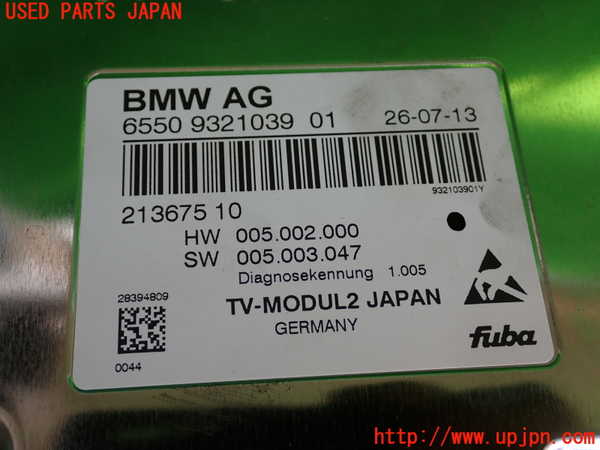 USED PARTS JAPAN
BMW AG
6550 9321039 01 26-07-13
932103901Y
213675 10
HW 005.002.000
SW 005.003.047
Diagnosekennung 1.005
28394809
TV-MODUL2 JAPAN
GERMANY
fuba
0044
http://www.upjpn.com/